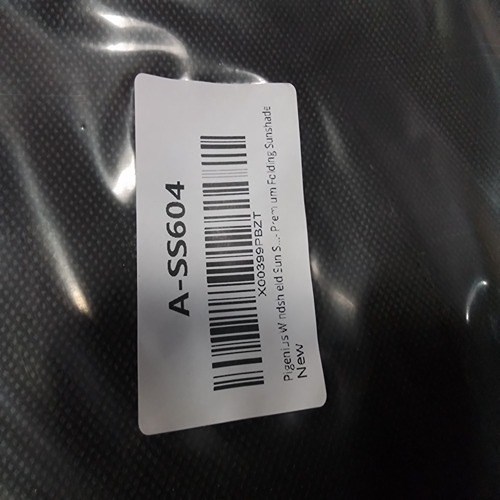 A-SS604
X00399PBZT
Pigenius Windshield Sun S...- Premium Folding Sunshade
New